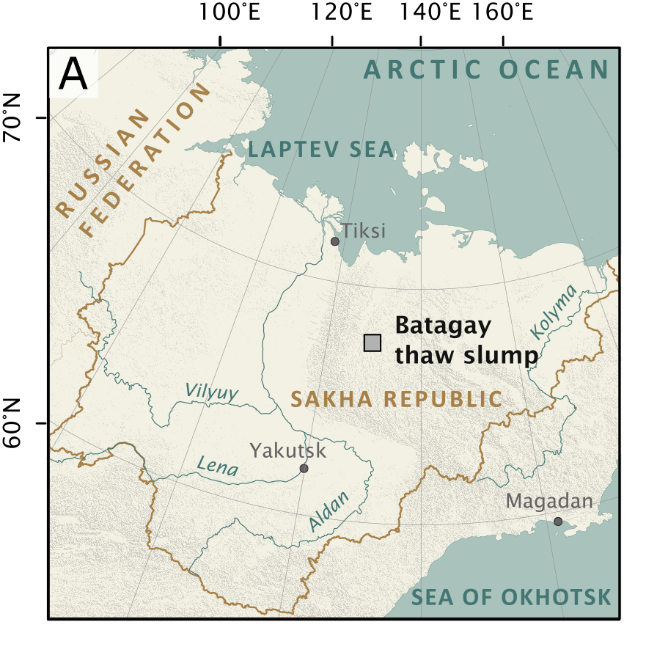 100°E 120°E 140°E 160°E
A
ARCTIC OCEAN
70°N
RUSSIAN
FEDERATION
LAPTEV SEA
Tiksi
Kolyma
Batagay
thaw slump
Vilyuy
SAKHA REPUBLIC
60°N
Yakutsk
Lena
Aldan
Magadan
SEA OF OKHOTSK